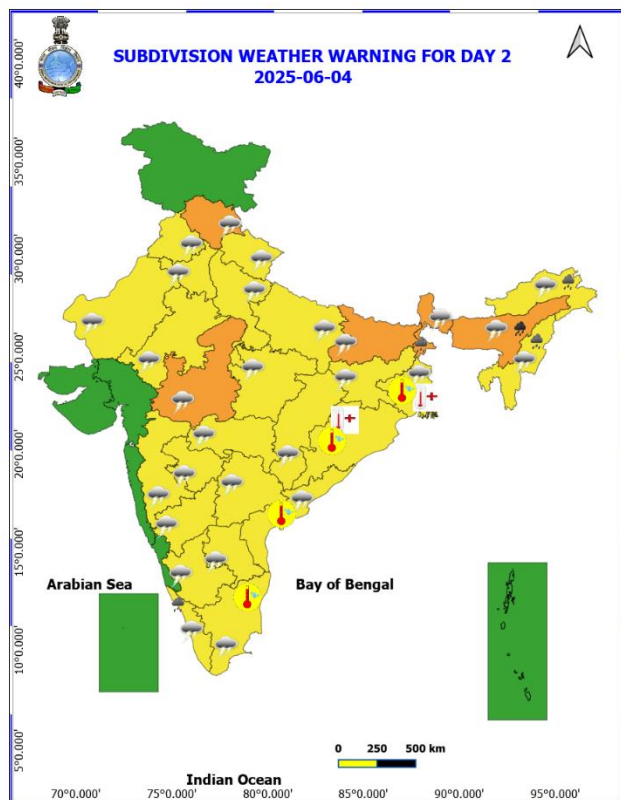 SUBDIVISION WEATHER WARNING FOR DAY 2
2025-06-04
40°0.000'
35°0.000'
30°0.000'
25°0.000'
20°0.000'
15°0.000'
10°0.000'
5°0.000'
Arabian Sea
Bay of Bengal
0 250 500 km
Indian Ocean
70°0.000' 75°0.000' 80°0.000' 85°0.000' 90°0.000' 95°0.000'